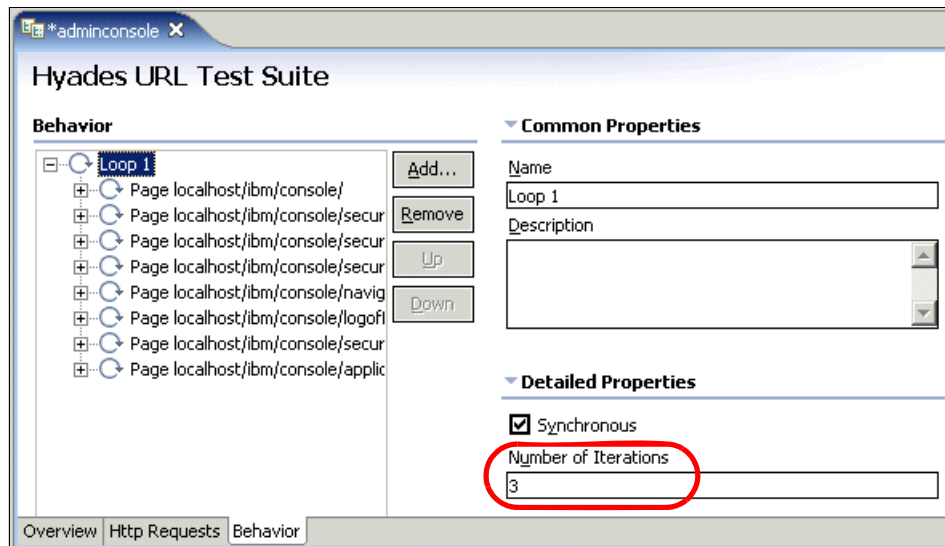 *adminconsole
Hyades URL Test Suite
Behavior
Loop 1
Page localhost/ibm/console/
Page localhost/ibm/console/secur
Page localhost/ibm/console/secur
Page localhost/ibm/console/secur
Page localhost/ibm/console/navig
Page localhost/ibm/console/logoff
Page localhost/ibm/console/secur
Page localhost/ibm/console/applic
Add...
Remove
Up
Down
Common Properties
Name
Loop 1
Description
Detailed Properties
Synchronous
Number of Iterations
3
Overview
Http Requests
Behavior